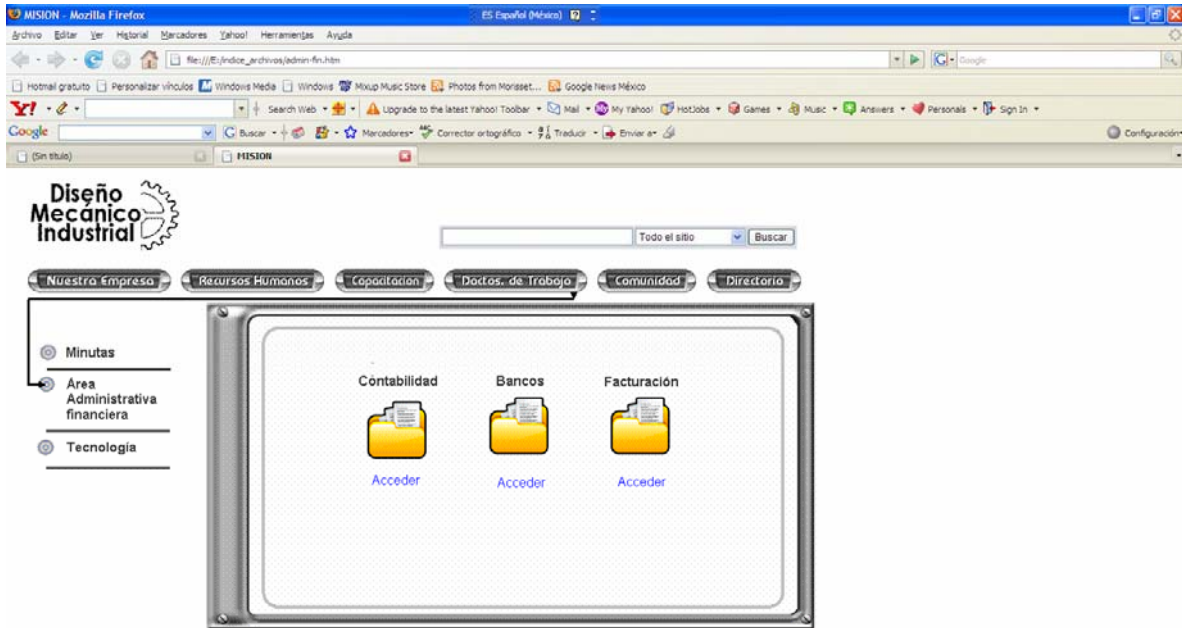 MISION - Mozilla Firefox
ES Español (México)
Archivo Editar Ver Historial Marcadores Yahoo! Herramientas Ayuda
file:///E:/indice_archivos/admin-fin.htm
Google
Hotmail gratuito Personalizar vínculos Windows Media Windows Mixup Music Store Photos from Morisset... Google News México
Y! Search Web Upgrade to the latest Yahoo! Toolbar Mail My Yahoo! HotJobs Games Music Answers Personals Sign In
Google Buscar Marcadores Corrector ortográfico Traducir Enviar a Configuración
(Sin título) MISION
Diseño
Mecánico
Industrial
Todo el sitio Buscar
Nuestra Empresa Recursos Humanos Capacitacion Doctos. de Trabajo Comunidad Directorio
Minutas
Área
Administrativa
financiera
Tecnología
Contabilidad Bancos Facturación
Acceder Acceder Acceder